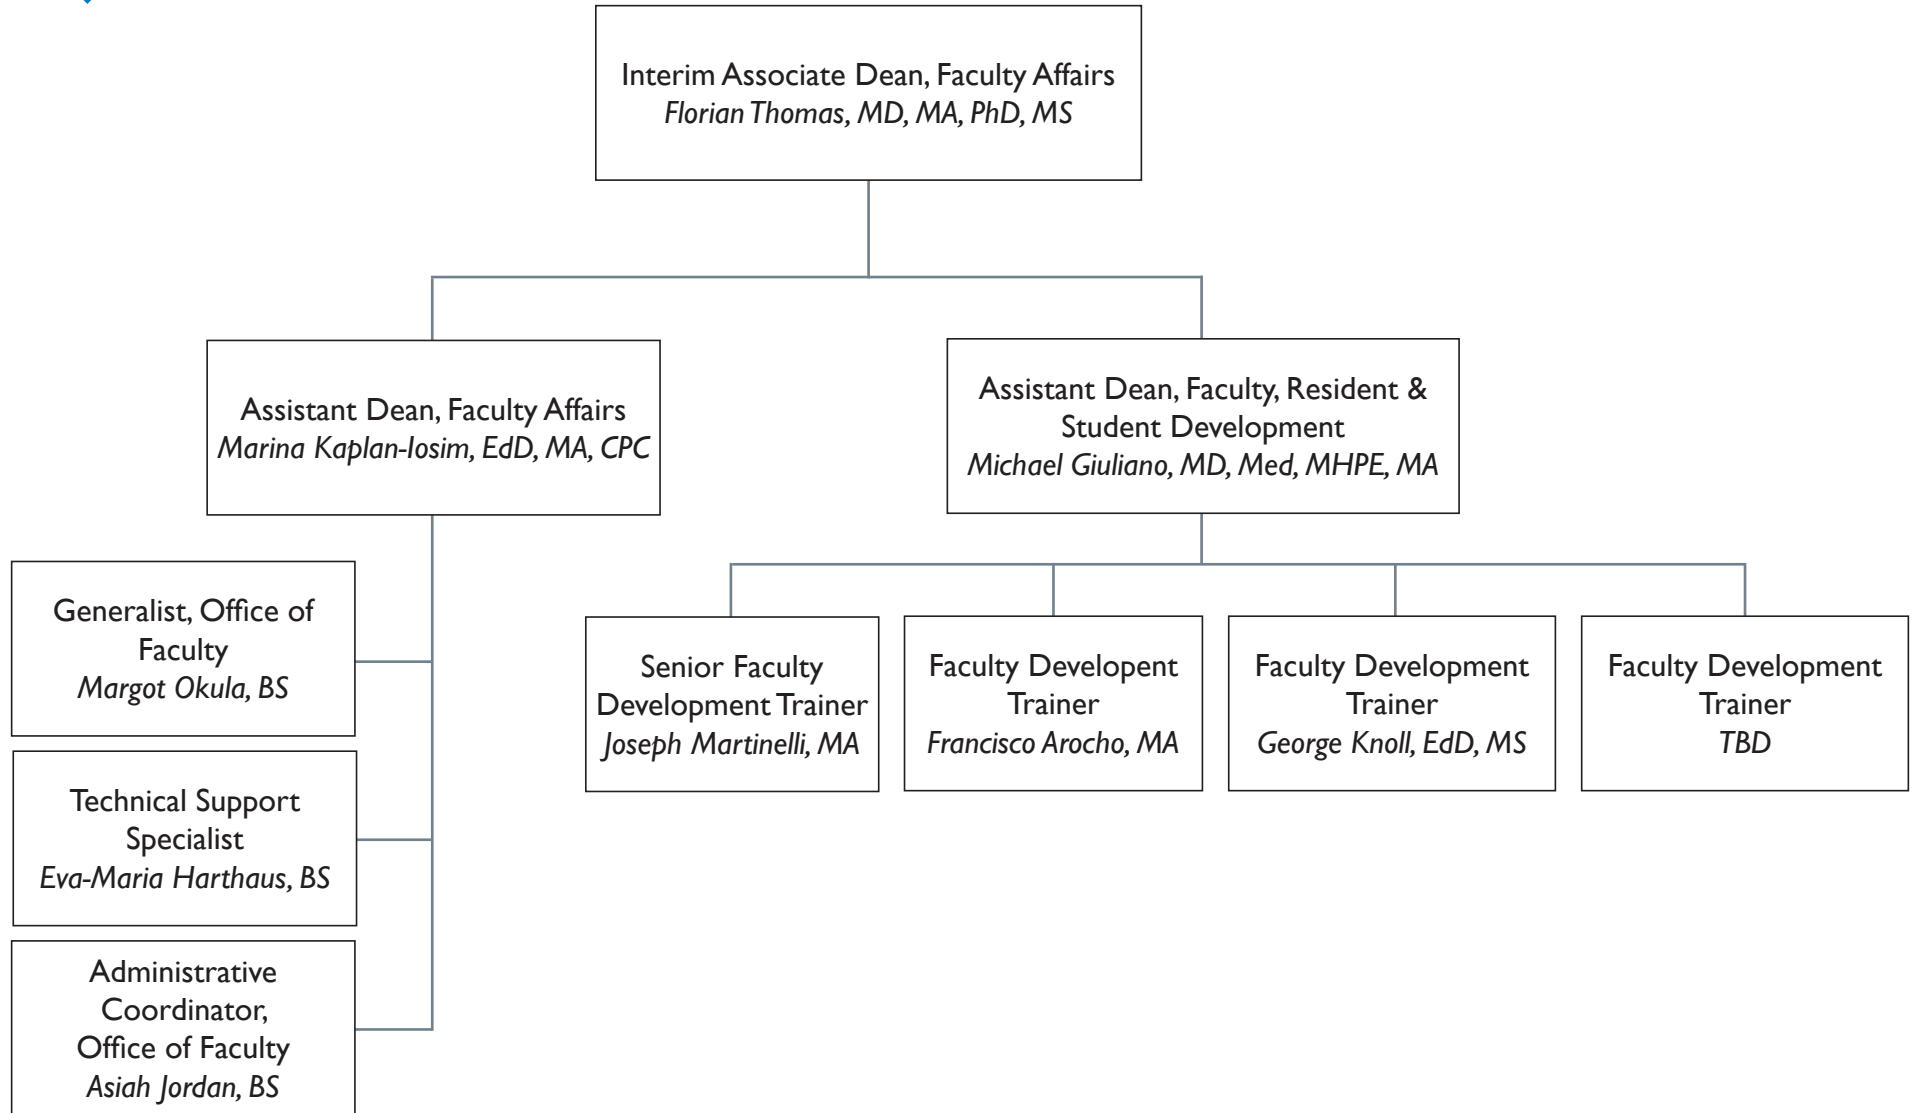 Interim Associate Dean, Faculty Affairs
Florian Thomas, MD, MA, PhD, MS
Assistant Dean, Faculty Affairs
Marina Kaplan-Iosim, EdD, MA, CPC
Assistant Dean, Faculty, Resident &
Student Development
Michael Giuliano, MD, Med, MHPE, MA
Generalist, Office of
Faculty
Margot Okula, BS
Technical Support
Specialist
Eva-Maria Harthaus, BS
Administrative
Coordinator,
Office of Faculty
Asiah Jordan, BS
Senior Faculty
Development Trainer
Joseph Martinelli, MA
Faculty Developent
Trainer
Francisco Arocho, MA
Faculty Development
Trainer
George Knoll, EdD, MS
Faculty Development
Trainer
TBD